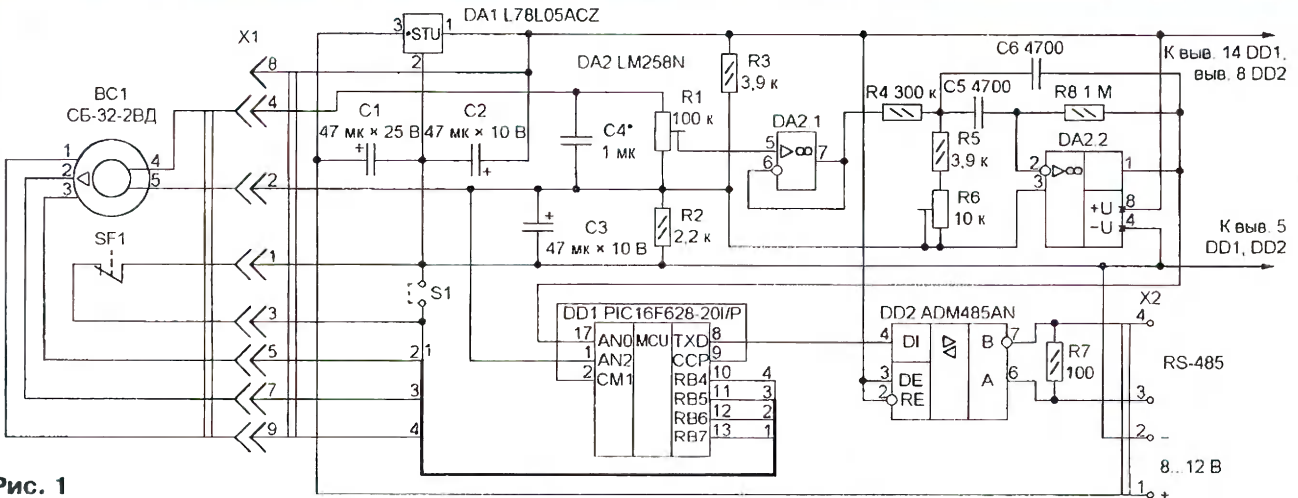 DA1 L78L05ACZ
X1
3
STU
1
2
8
4
BC1
СБ-32-2ВД
C1
47 мк × 25 В
+
C2
47 мк × 10 В
+
DA2 LM258N
C4*
1 мк
R1
100 к
R3
3,9 к
5
6
DA2.1
▷∞
7
R4 300 к
C5 4700
C6 4700
R8 1 М
R5
3,9 к
R6
10 к
DA2.2
2
3
▷∞
1
+U
8
−U
4
К выв. 14 DD1,
выв. 8 DD2
К выв. 5
DD1, DD2
1
2
3
4
5
2
C3
+
47 мк × 10 В
R2
2,2 к
SF1
1
S1
3
5
7
9
2
1
3
4
DD1 PIC16F628-20I/P
17
AN0
MCU
TXD
8
1
AN2
CCP
9
2
CM1
RB4
10
4
RB5
11
3
RB6
12
2
RB7
13
1
DD2 ADM485AN
4
DI
B
7
3
DE
A
6
2
RE
R7
100
X2
4
RS-485
3
2
−
8...12 В
1
+
Рис. 1